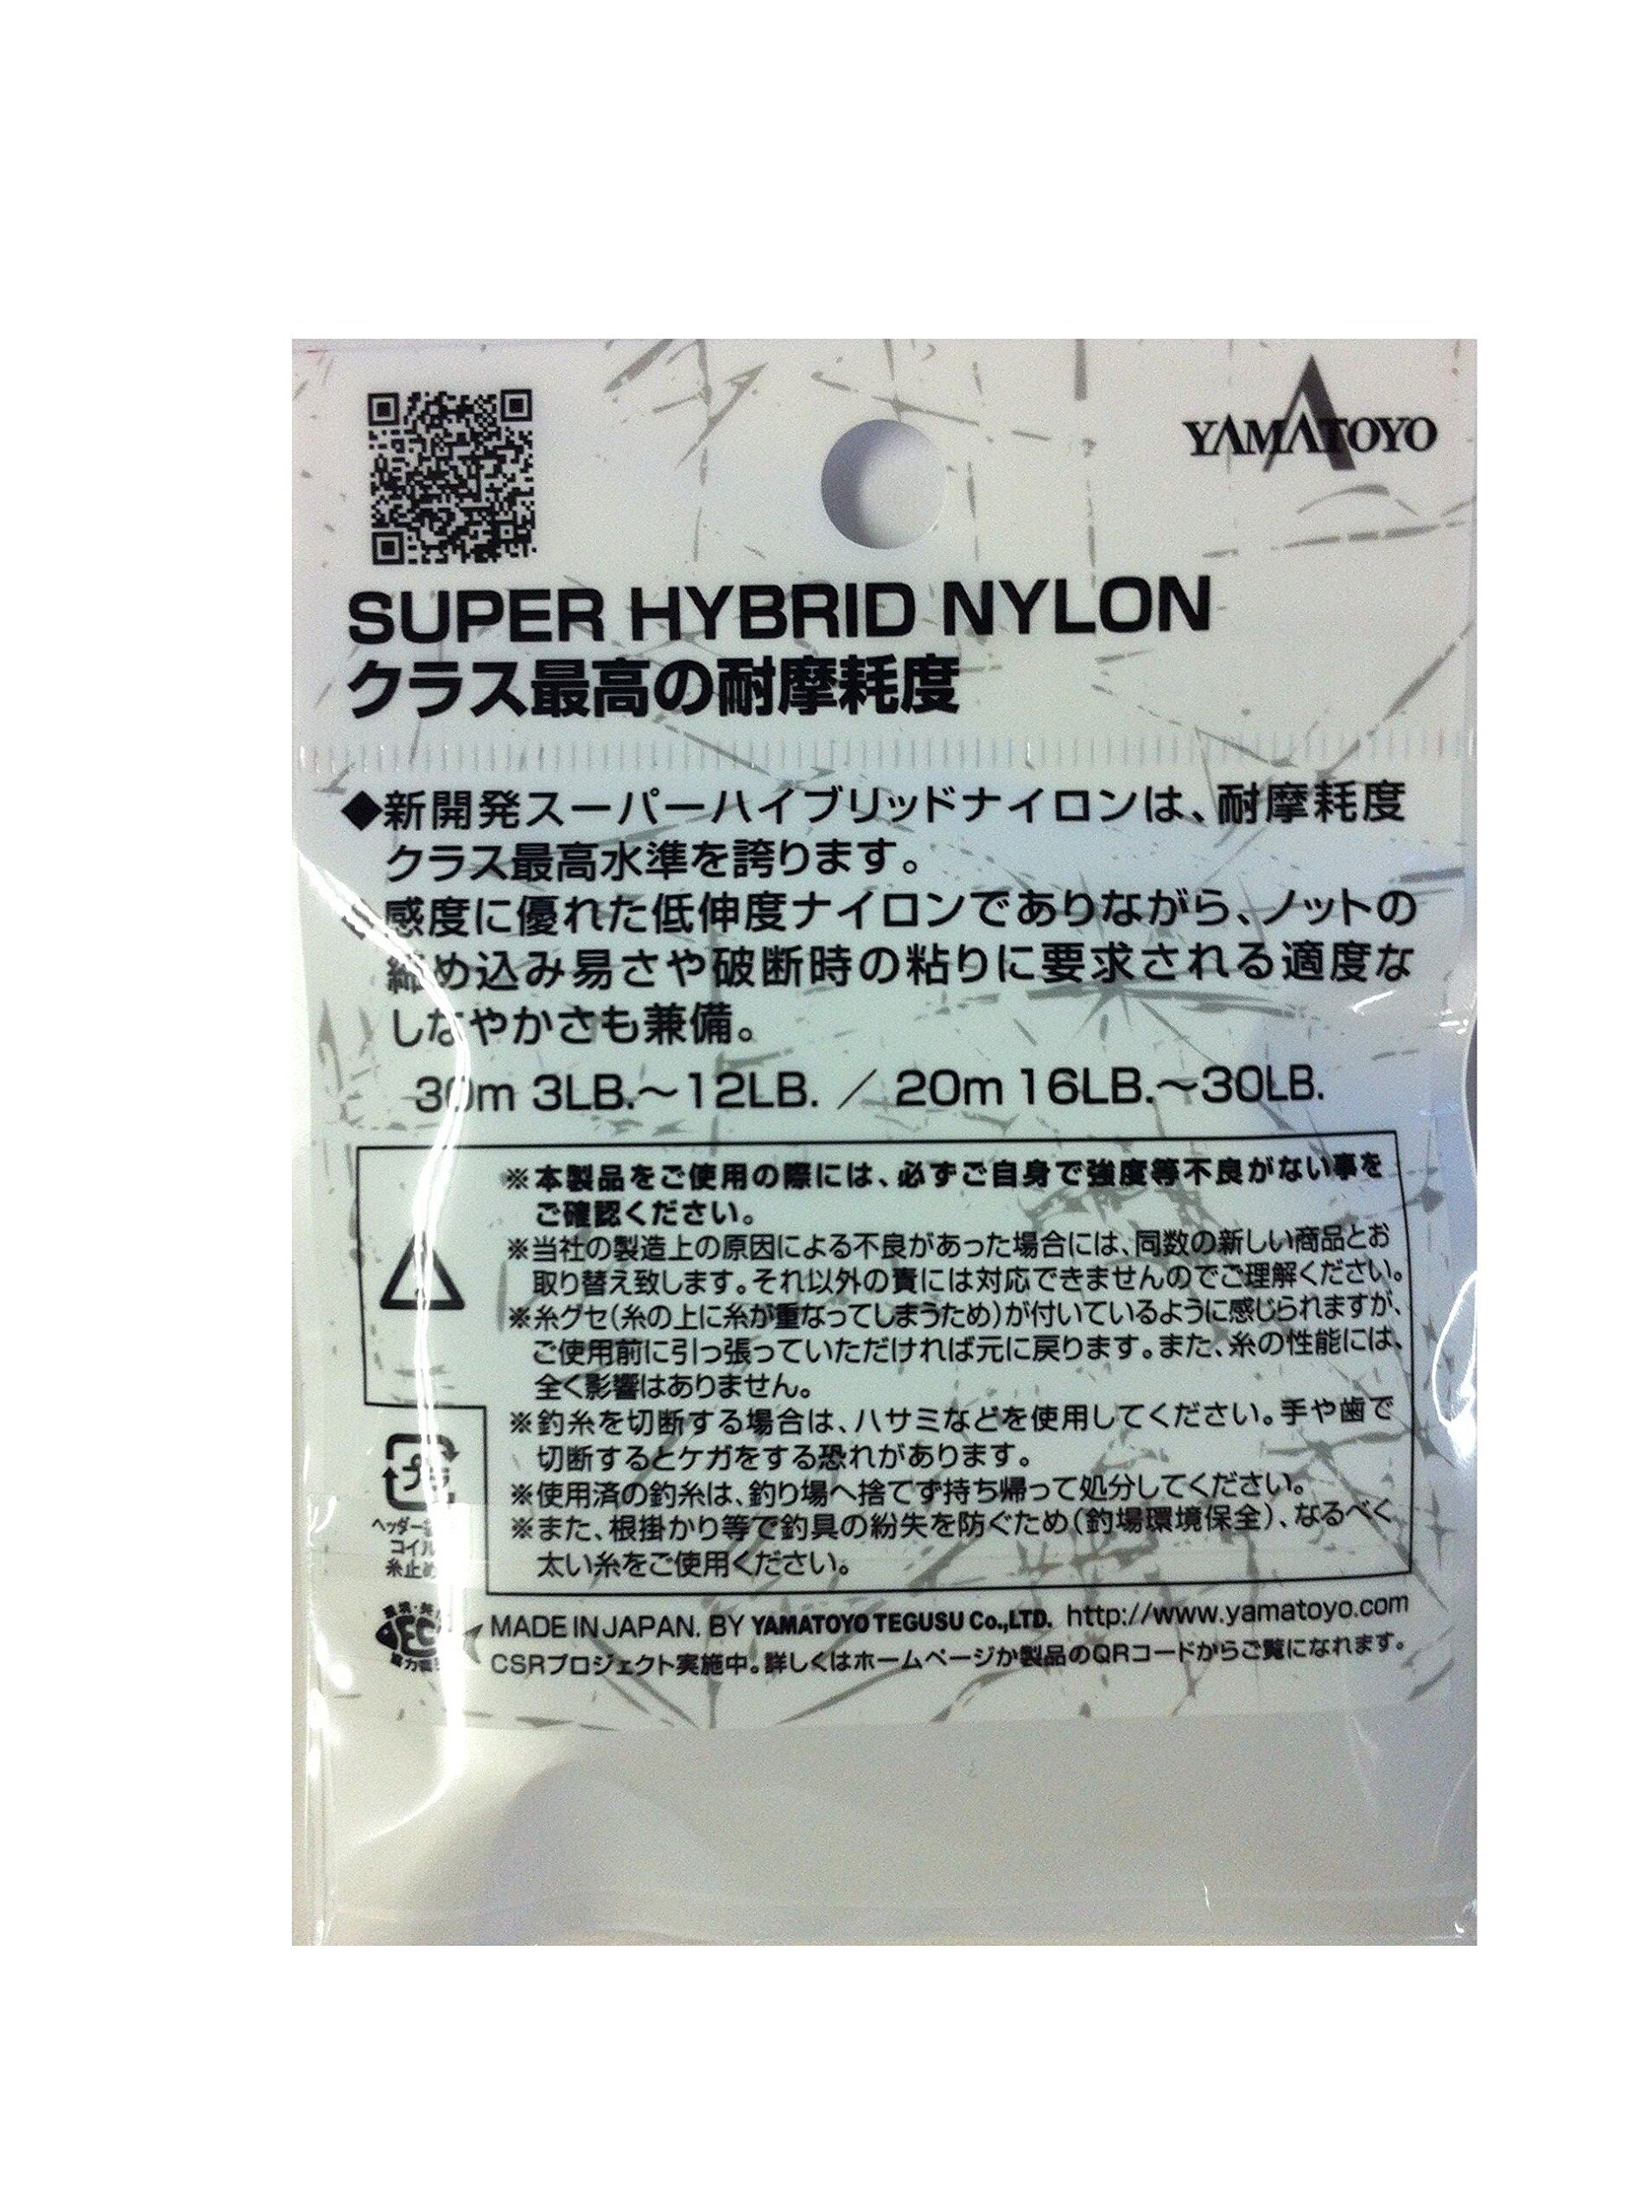 YAMATOYO
SUPER HYBRID NYLON
クラス最高の耐摩耗度
◆新開発スーパーハイブリッドナイロンは、耐摩耗度
クラス最高水準を誇ります。
感度に優れた低伸度ナイロンでありながら、ノットの
締め込み易さや破断時の粘りに要求される適度な
しなやかさも兼備。
30m 3LB.～12LB. ／ 20m 16LB.～30LB.
※本製品をご使用の際には、必ずご自身で強度等不良がない事を
ご確認ください。
※当社の製造上の原因による不良があった場合には、同数の新しい商品とお
取り替え致します。それ以外の責には対応できませんのでご理解ください。
※糸グセ(糸の上に糸が重なってしまうため)が付いているように感じられますが、
ご使用前に引っ張っていただければ元に戻ります。また、糸の性能には、
全く影響はありません。
※釣糸を切断する場合は、ハサミなどを使用してください。手や歯で
切断するとケガをする恐れがあります。
※使用済の釣糸は、釣り場へ捨てず持ち帰って処分してください。
※また、根掛かり等で釣具の紛失を防ぐため(釣場環境保全)、なるべく
太い糸をご使用ください。
プラ
ヘッダー
コイル
糸止め
MADE IN JAPAN. BY YAMATOYO TEGUSU Co.,LTD. http://www.yamatoyo.com
CSRプロジェクト実施中。詳しくはホームページか製品のQRコードからご覧になれます。